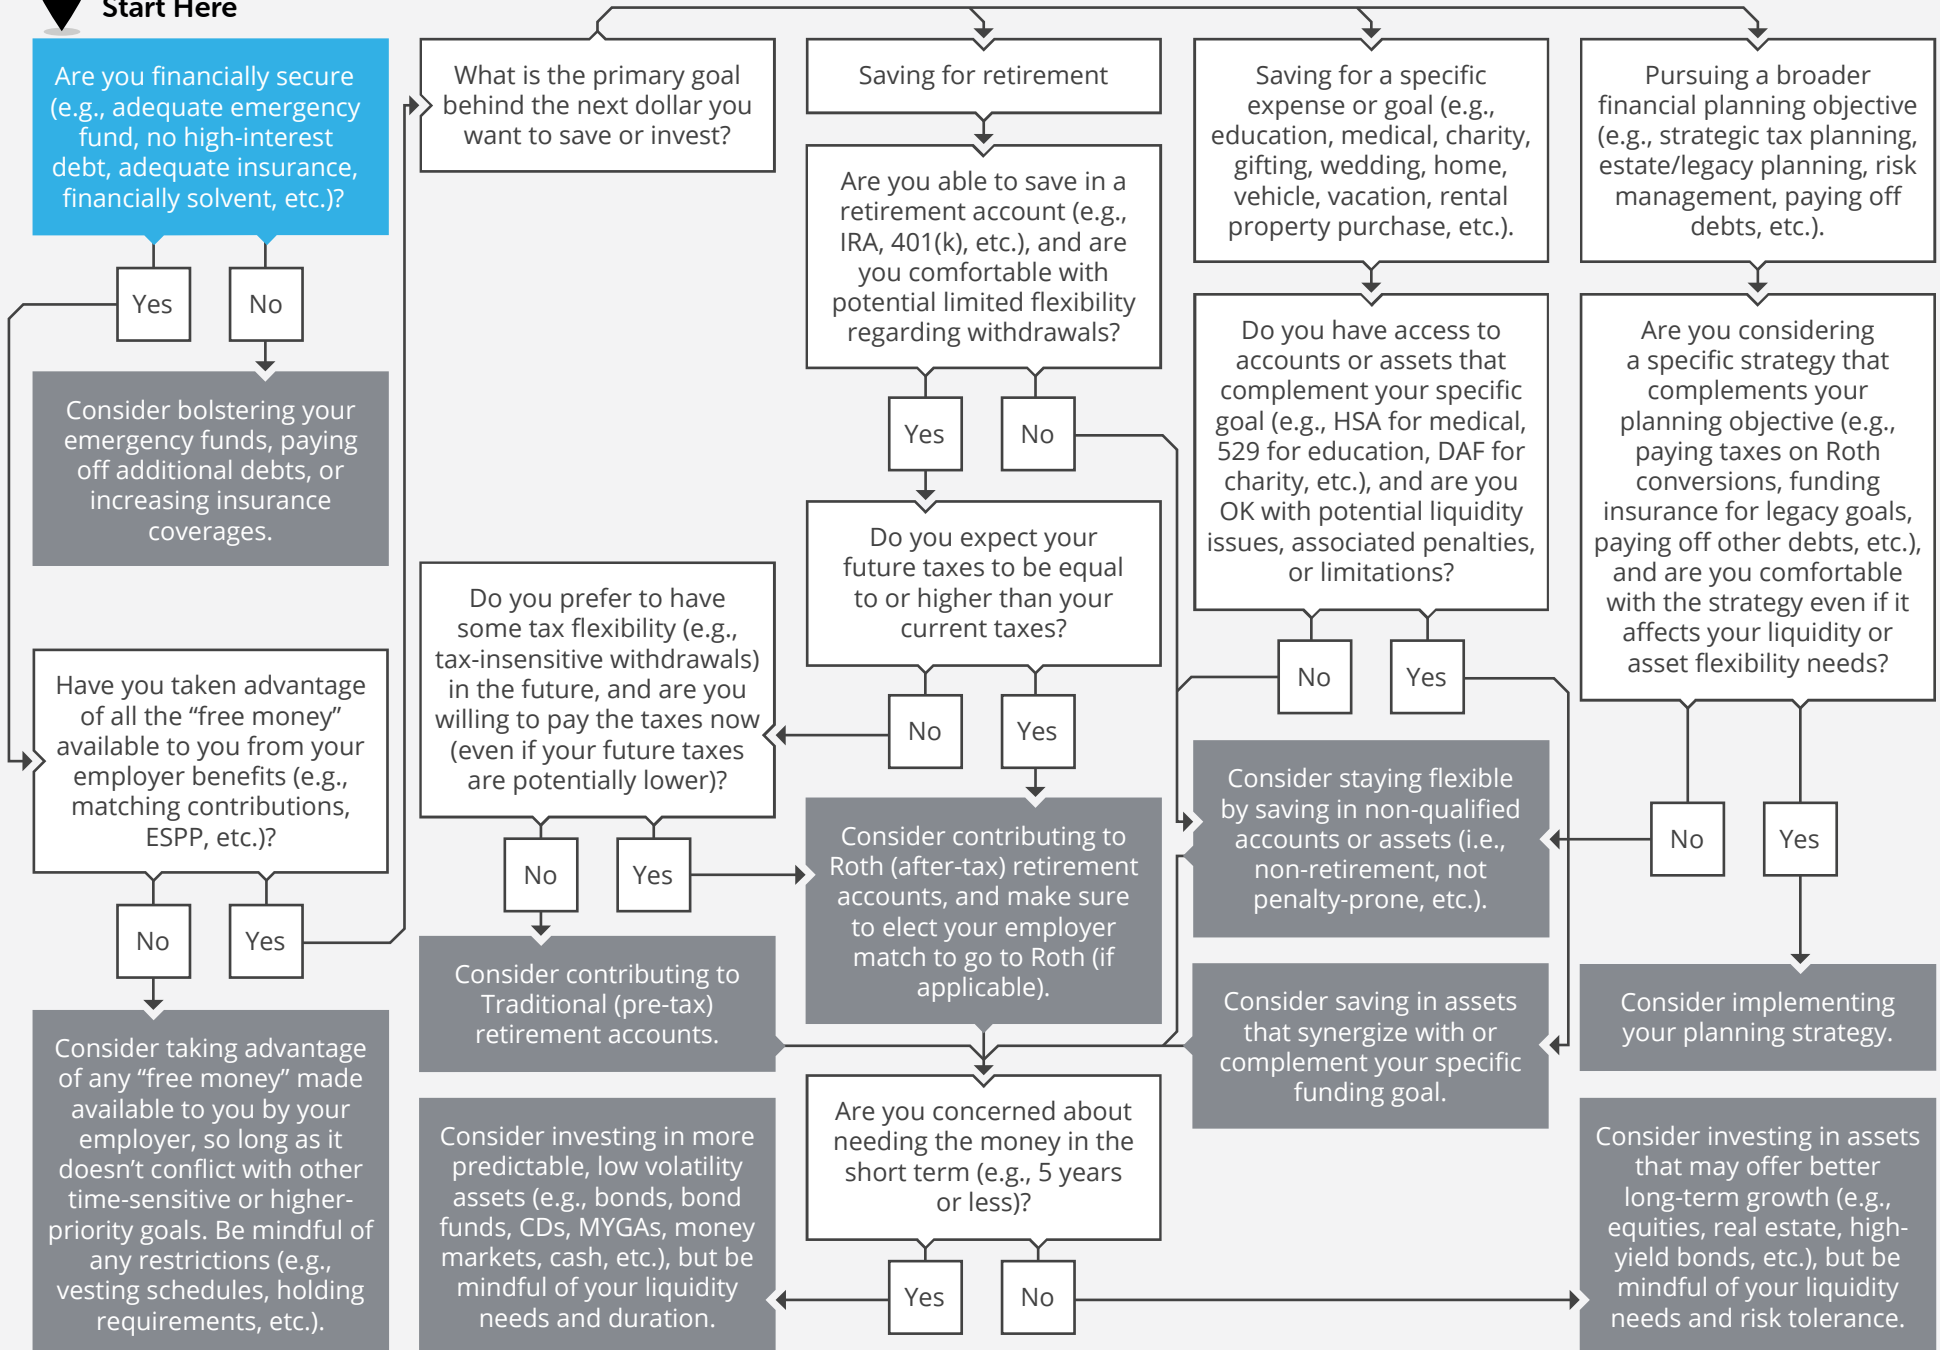 Start Here
Are you financially secure
(e.g., adequate emergency
fund, no high-interest
debt, adequate insurance,
financially solvent, etc.)?
Yes
No
Consider bolstering your
emergency funds, paying
off additional debts, or
increasing insurance
coverages.
Have you taken advantage
of all the “free money”
available to you from your
employer benefits (e.g.,
matching contributions,
ESPP, etc.)?
No
Yes
Consider taking advantage
of any “free money” made
available to you by your
employer, so long as it
doesn’t conflict with other
time-sensitive or higher-
priority goals. Be mindful of
any restrictions (e.g.,
vesting schedules, holding
requirements, etc.).
What is the primary goal
behind the next dollar you
want to save or invest?
Do you prefer to have
some tax flexibility (e.g.,
tax-insensitive withdrawals)
in the future, and are you
willing to pay the taxes now
(even if your future taxes
are potentially lower)?
No
Yes
Consider contributing to
Traditional (pre-tax)
retirement accounts.
Consider investing in more
predictable, low volatility
assets (e.g., bonds, bond
funds, CDs, MYGAs, money
markets, cash, etc.), but be
mindful of your liquidity
needs and duration.
Saving for retirement
Are you able to save in a
retirement account (e.g.,
IRA, 401(k), etc.), and are
you comfortable with
potential limited flexibility
regarding withdrawals?
Yes
No
Do you expect your
future taxes to be equal
to or higher than your
current taxes?
No
Yes
Consider contributing to
Roth (after-tax) retirement
accounts, and make sure
to elect your employer
match to go to Roth (if
applicable).
Are you concerned about
needing the money in the
short term (e.g., 5 years
or less)?
Yes
No
Saving for a specific
expense or goal (e.g.,
education, medical, charity,
gifting, wedding, home,
vehicle, vacation, rental
property purchase, etc.).
Do you have access to
accounts or assets that
complement your specific
goal (e.g., HSA for medical,
529 for education, DAF for
charity, etc.), and are you
OK with potential liquidity
issues, associated penalties,
or limitations?
No
Yes
Consider staying flexible
by saving in non-qualified
accounts or assets (i.e.,
non-retirement, not
penalty-prone, etc.).
Consider saving in assets
that synergize with or
complement your specific
funding goal.
Pursuing a broader
financial planning objective
(e.g., strategic tax planning,
estate/legacy planning, risk
management, paying off
debts, etc.).
Are you considering
a specific strategy that
complements your
planning objective (e.g.,
paying taxes on Roth
conversions, funding
insurance for legacy goals,
paying off other debts, etc.),
and are you comfortable
with the strategy even if it
affects your liquidity or
asset flexibility needs?
No
Yes
Consider implementing
your planning strategy.
Consider investing in assets
that may offer better
long-term growth (e.g.,
equities, real estate, high-
yield bonds, etc.), but be
mindful of your liquidity
needs and risk tolerance.